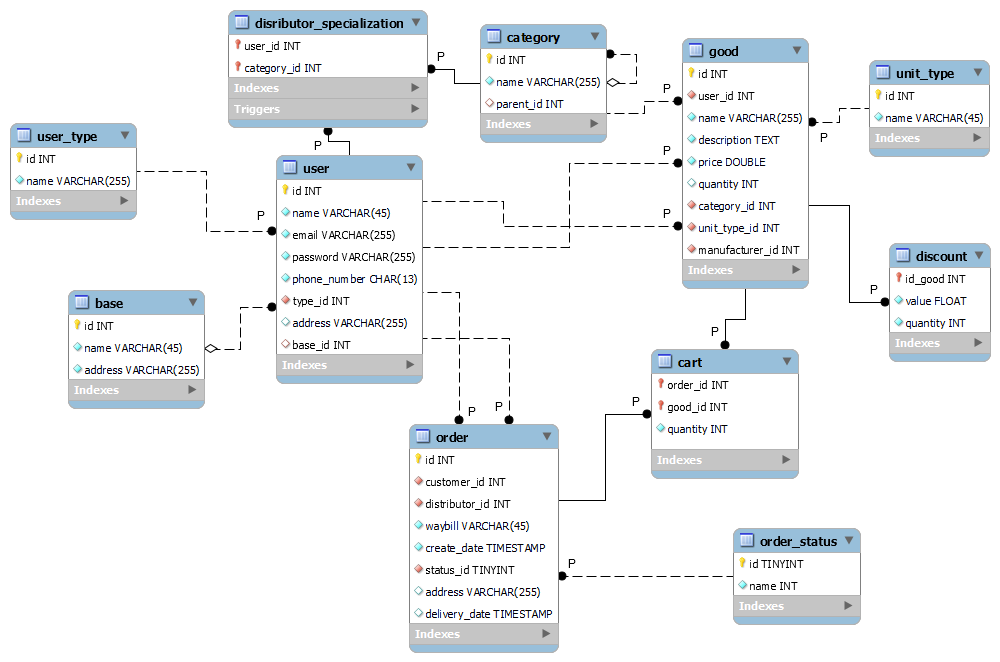 disributor_specialization
user_id INT
category_id INT
Indexes
Triggers
P
category
id INT
name VARCHAR(255)
parent_id INT
Indexes
good
id INT
user_id INT
name VARCHAR(255)
description TEXT
price DOUBLE
quantity INT
category_id INT
unit_type_id INT
manufacturer_id INT
Indexes
P
P
P
unit_type
id INT
name VARCHAR(45)
Indexes
P
user_type
id INT
name VARCHAR(255)
Indexes
P
P
user
id INT
name VARCHAR(45)
email VARCHAR(255)
password VARCHAR(255)
phone_number CHAR(13)
type_id INT
address VARCHAR(255)
base_id INT
Indexes
discount
id_good INT
value FLOAT
quantity INT
Indexes
P
base
id INT
name VARCHAR(45)
address VARCHAR(255)
Indexes
P
P
cart
order_id INT
good_id INT
quantity INT
Indexes
P
P
P
order
id INT
customer_id INT
distributor_id INT
waybill VARCHAR(45)
create_date TIMESTAMP
status_id TINYINT
address VARCHAR(255)
delivery_date TIMESTAMP
Indexes
P
order_status
id TINYINT
name INT
Indexes